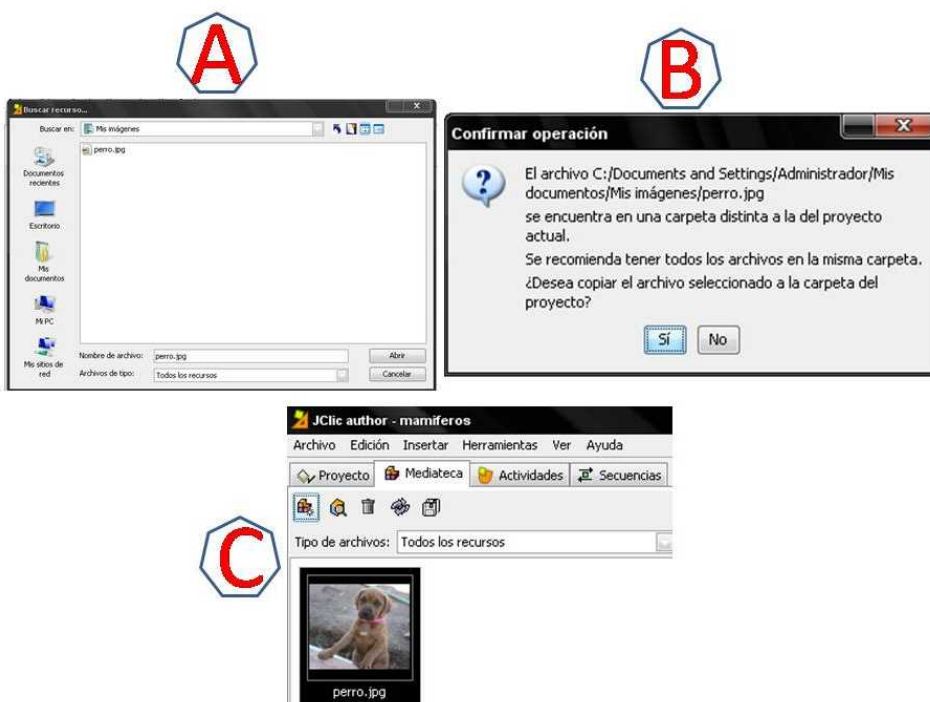 A
B
Buscar recurso...
Buscar en:
Mis imágenes
perro.jpg
Documentos
recientes
Escritorio
Mis
documentos
Mi PC
Mis sitios de
red
Nombre de archivo:
perro.jpg
Abrir
Archivos de tipo:
Todos los recursos
Cancelar
Confirmar operación
El archivo C:/Documents and Settings/Administrador/Mis
documentos/Mis imágenes/perro.jpg
se encuentra en una carpeta distinta a la del proyecto
actual.
Se recomienda tener todos los archivos en la misma carpeta.
¿Desea copiar el archivo seleccionado a la carpeta del
proyecto?
Sí No
C
JClic author - mamiferos
Archivo Edición Insertar Herramientas Ver Ayuda
Proyecto Mediateca Actividades Secuencias
Tipo de archivos: Todos los recursos
perro.jpg